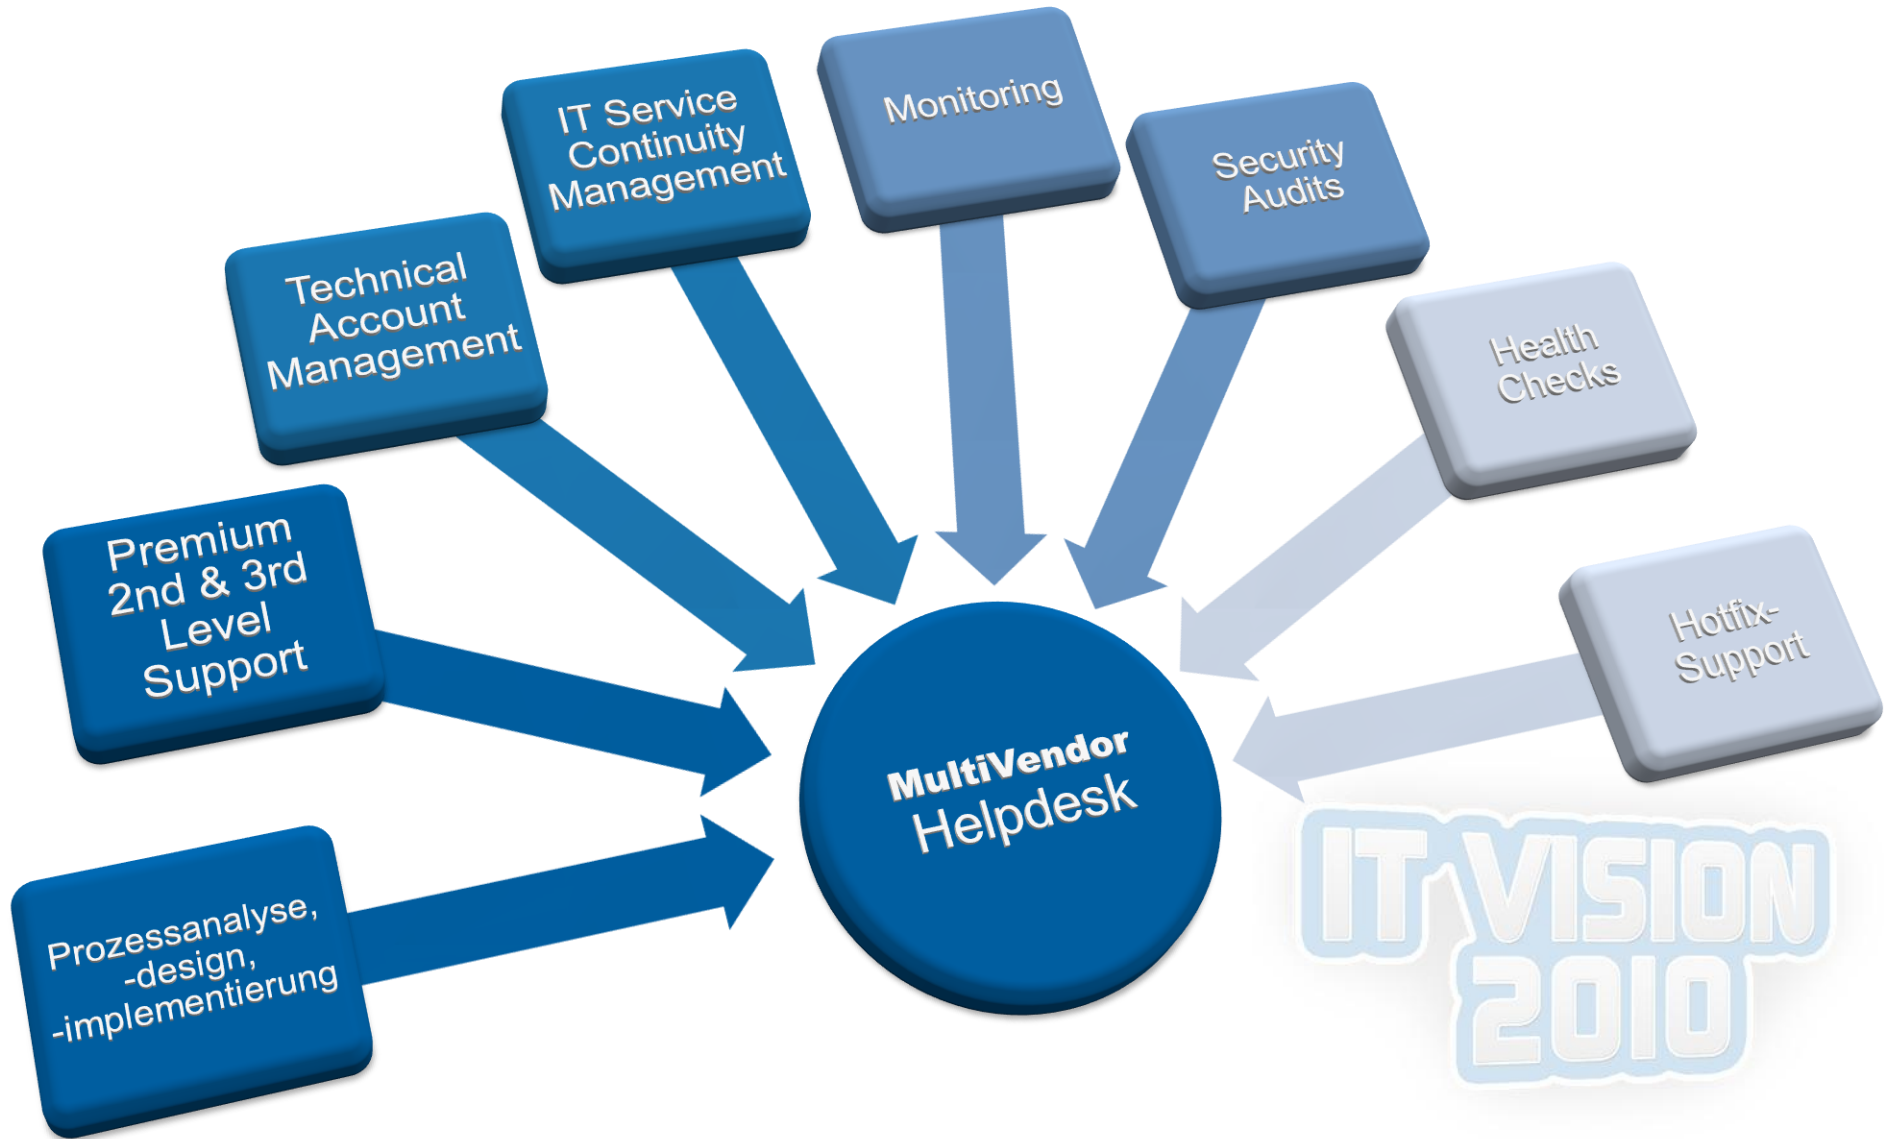 Prozessanalyse,
-design,
-implementierung
Premium
2nd & 3rd
Level
Support
Technical
Account
Management
IT Service
Continuity
Management
Monitoring
Security
Audits
Health
Checks
Hotfix-
Support
MultiVendor
Helpdesk
IT VISION
2010